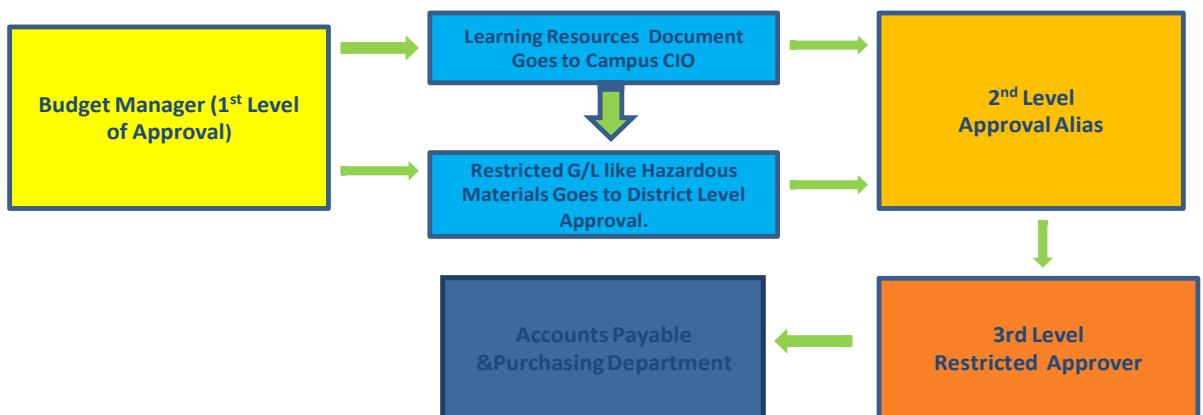 Budget Manager (1st Level
of Approval)
Learning Resources Document
Goes to Campus CIO
Restricted G/L like Hazardous
Materials Goes to District Level
Approval.
2nd Level
Approval Alias
3rd Level
Restricted Approver
Accounts Payable
&Purchasing Department